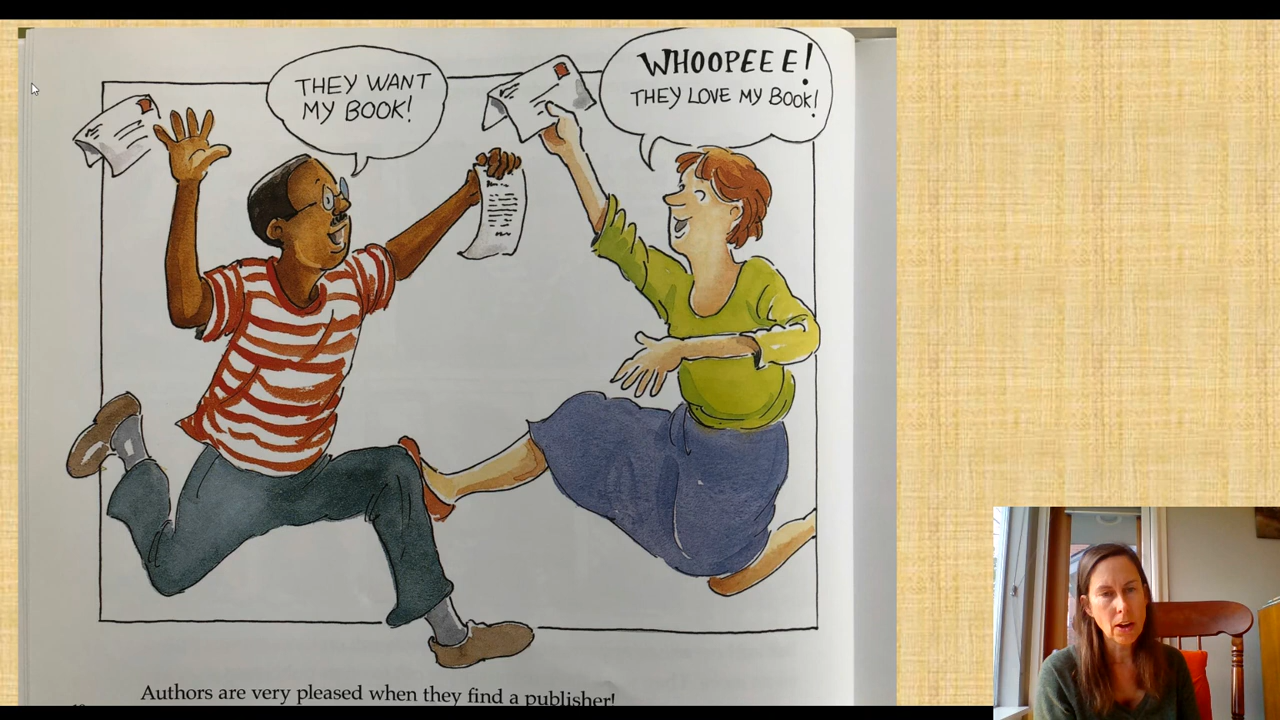 THEY WANT
MY BOOK!
WHOOPEEE!
THEY LOVE MY BOOK!
Authors are very pleased when they find a publisher!